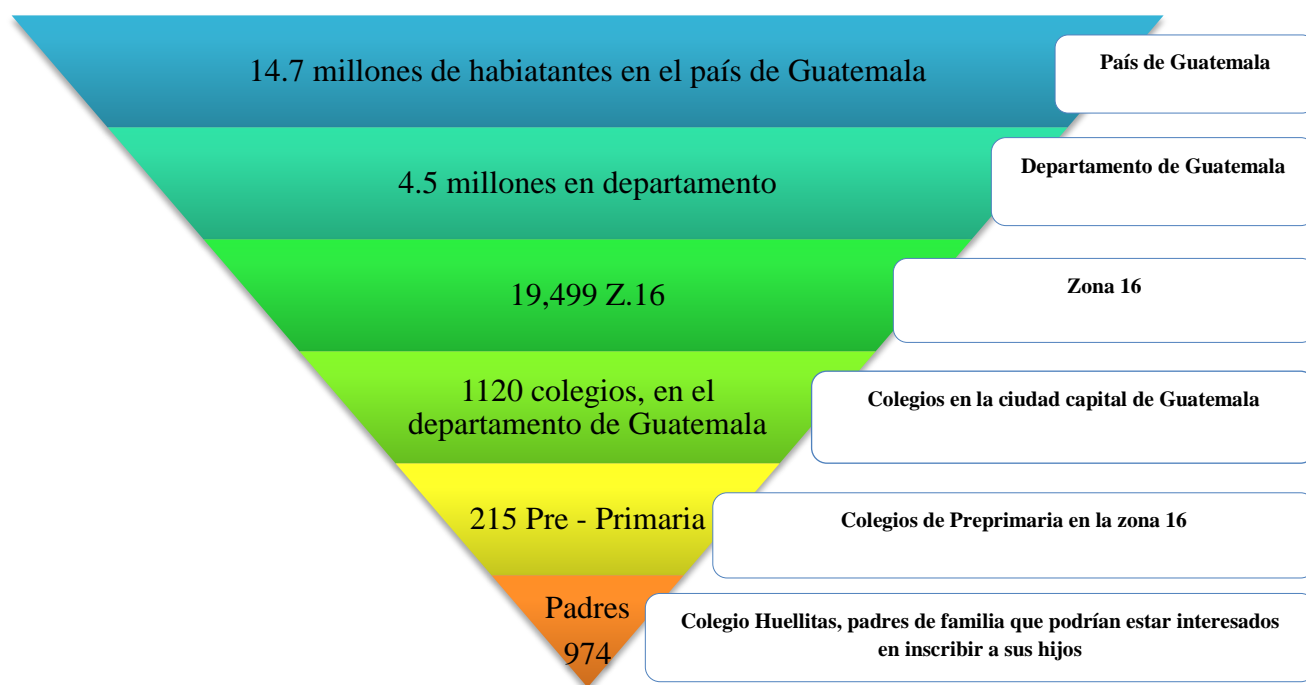 14.7 millones de habiatantes en el país de Guatemala
País de Guatemala
4.5 millones en departamento
Departamento de Guatemala
19,499 Z.16
Zona 16
1120 colegios, en el
departamento de Guatemala
Colegios en la ciudad capital de Guatemala
215 Pre - Primaria
Colegios de Preprimaria en la zona 16
Padres
974
Colegio Huellitas, padres de familia que podrían estar interesados
en inscribir a sus hijos